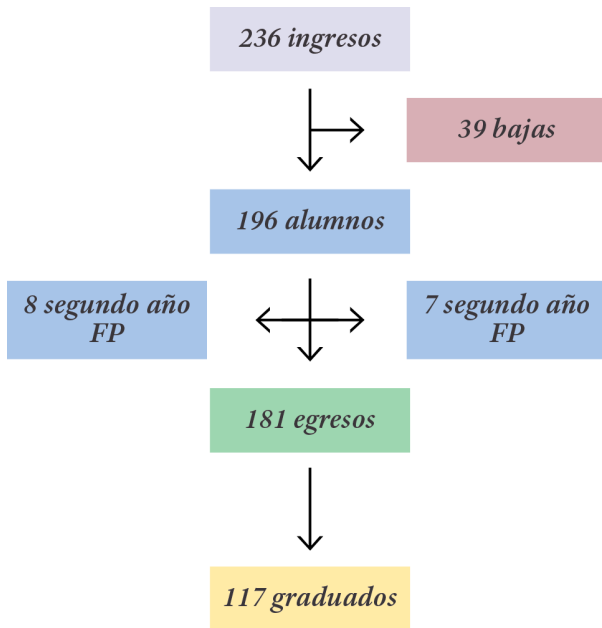 236 ingresos
39 bajas
196 alumnos
8 segundo año
FP
7 segundo año
FP
181 egresos
117 graduados